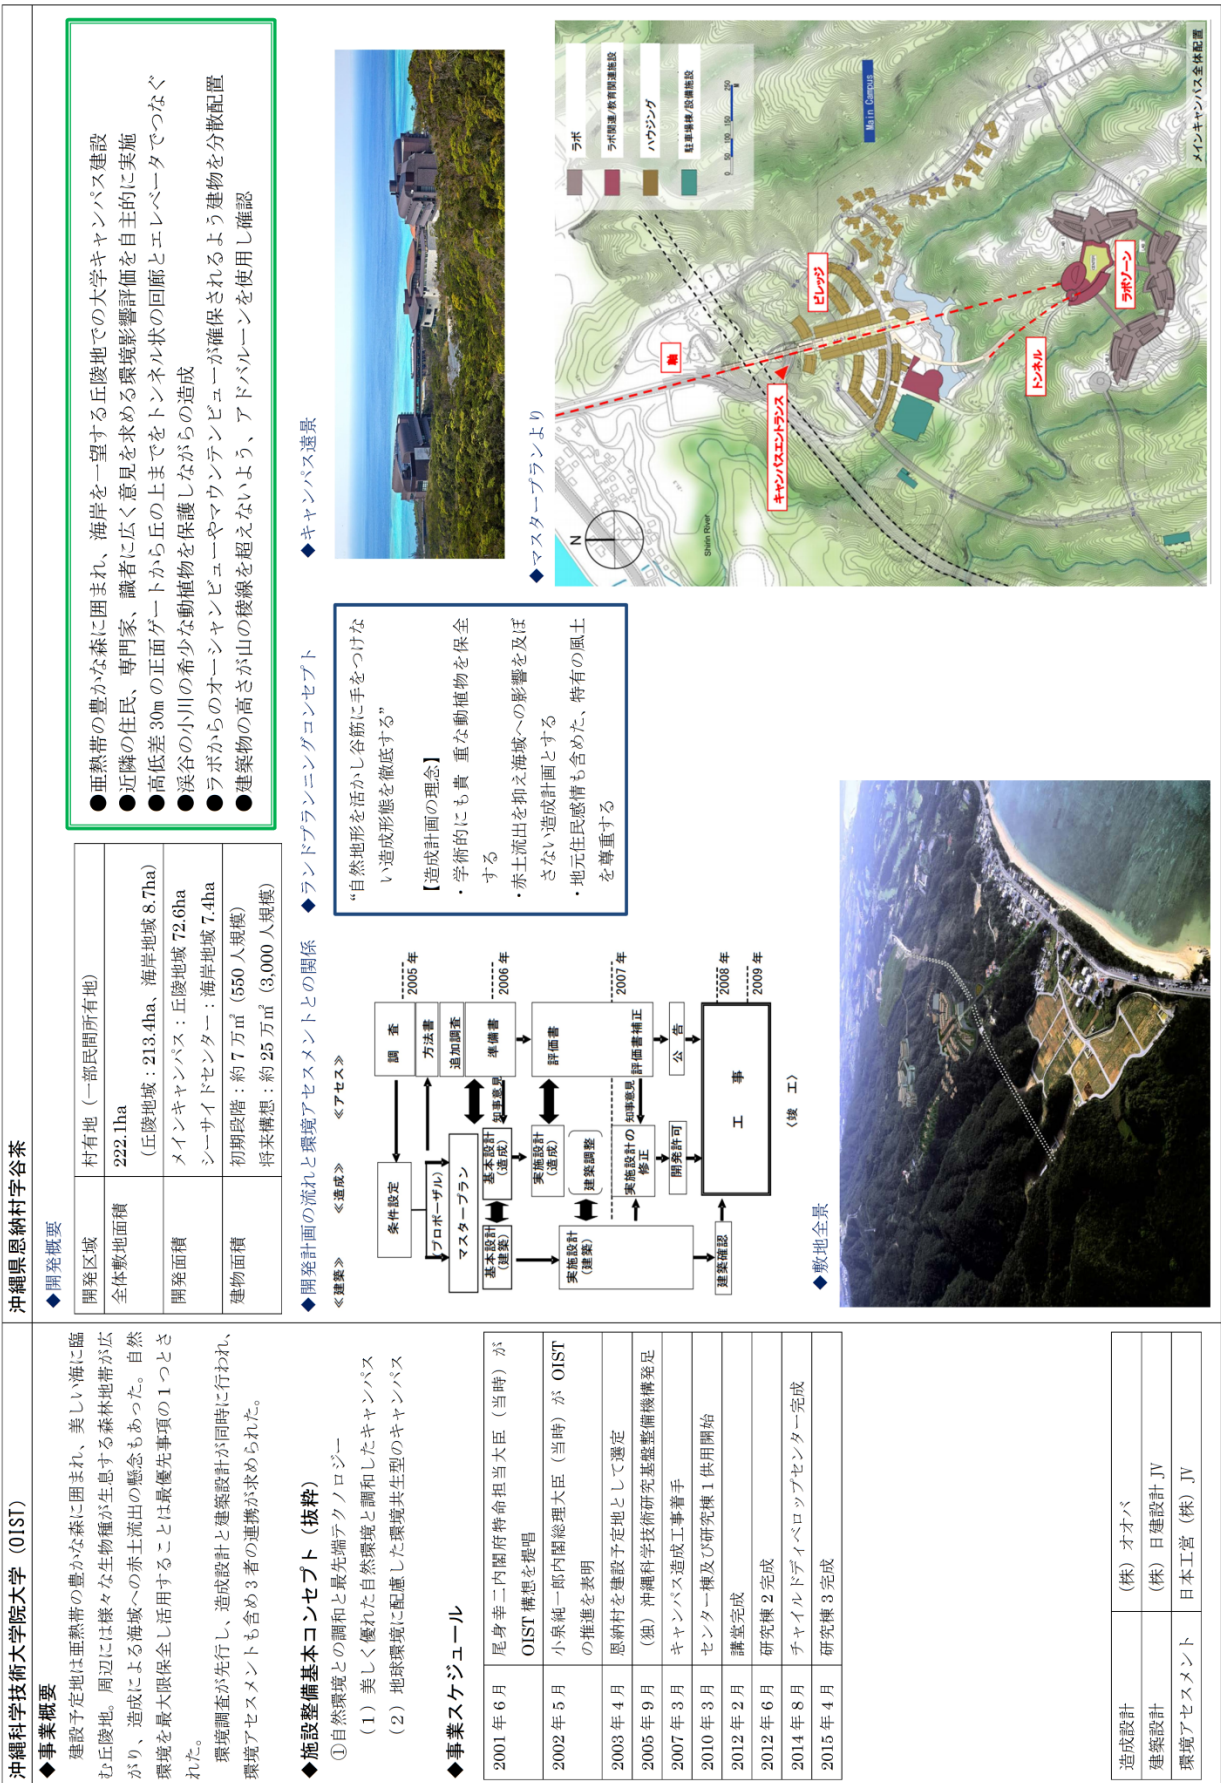 沖縄科学技術大学院大学（OIST）
沖縄県恩納村字谷茶
◆事業概要
建設予定地は亜熱帯の豊かな森に囲まれ、美しい海に臨
む丘陵地。周辺には様々な生物種が生息する森林地帯が広
がり、造成による海域への赤土流出の懸念もあった。自然
環境を最大限保全し活用することは最優先事項の1つとさ
れた。
環境調査が先行し、造成設計と建築設計が同時に行われ、
環境アセスメントも含め3者の連携が求められた。
◆施設整備基本コンセプト（抜粋）
①自然環境との調和と最先端テクノロジー
（1）美しく優れた自然環境と調和したキャンパス
（2）地球環境に配慮した環境共生型のキャンパス
◆事業スケジュール
2001年6月 尾身幸二内閣府特命担当大臣（当時）が
OIST構想を提唱
2002年5月 小泉純一郎内閣総理大臣（当時）がOIST
の推進を表明
2003年4月 恩納村を建設予定地として選定
2005年9月 （独）沖縄科学技術研究基盤整備機構発足
2007年3月 キャンパス造成工事着手
2010年3月 センター棟及び研究棟1供用開始
2012年2月 講堂完成
2012年6月 研究棟2完成
2014年8月 チャイルドディベロップセンター完成
2015年4月 研究棟3完成
造成設計 （株）オオバ
建築設計 （株）日建設計JV
環境アセスメント 日本工営（株）JV
◆開発概要
開発区域 村有地（一部民間所有地）
全体敷地面積 222.1ha
（丘陵地域：213.4ha、海岸地域8.7ha）
開発面積 メインキャンパス：丘陵地域72.6ha
シーサイドセンター：海岸地域7.4ha
建物面積 初期段階：約7万㎡（550人規模）
将来構想：約25万㎡（3,000人規模）
●亜熱帯の豊かな森に囲まれ、海岸を一望する丘陵地での大学キャンパス建設
●近隣の住民、専門家、識者に広く意見を求める環境影響評価を自主的に実施
●高低差30mの正面ゲートから丘の上までをトンネル状の回廊とエレベータでつなぐ
●渓谷の小川の希少な動植物を保護しながらの造成
●ラボからのオーシャンビューやマウンテンビューが確保されるよう建物を分散配置
●建築物の高さが山の稜線を超えないよう、アドバルーンを使用し確認
◆開発計画の流れと環境アセスメントとの関係
≪建築≫ ≪造成≫ ≪アセス≫
条件設定
調 査
2005年
（プロポーザル）
方法書
マスタープラン
追加調査
基本設計
（建築）
基本設計
（造成）
知事意見
準備書
2006年
実施設計
（建築）
実施設計
（造成）
評価書
建築調整
2007年
実施設計の
修正
知事意見
評価書補正
建築確認
開発許可
公 告
工 事
2008年
2009年
〈竣 工〉
◆ランドプランニングコンセプト
“自然地形を活かし谷筋に手をつけな
い造成形態を徹底する”
【造成計画の理念】
・学術的にも貴 重な動植物を保全
する
・赤土流出を抑え海域への影響を及ぼ
さない造成計画とする
・地元住民感情も含めた、特有の風土
を尊重する
◆キャンパス遠景
◆マスタープランより
N
Shirin River
軸
キャンパスエントランス
ビレッジ
トンネル
ラボゾーン
ラボ
ラボ関連/教育関連施設
ハウジング
駐車場棟/設備施設
0 50 100 150 250
Main Campus
メインキャンパス全体配置
◆敷地全景